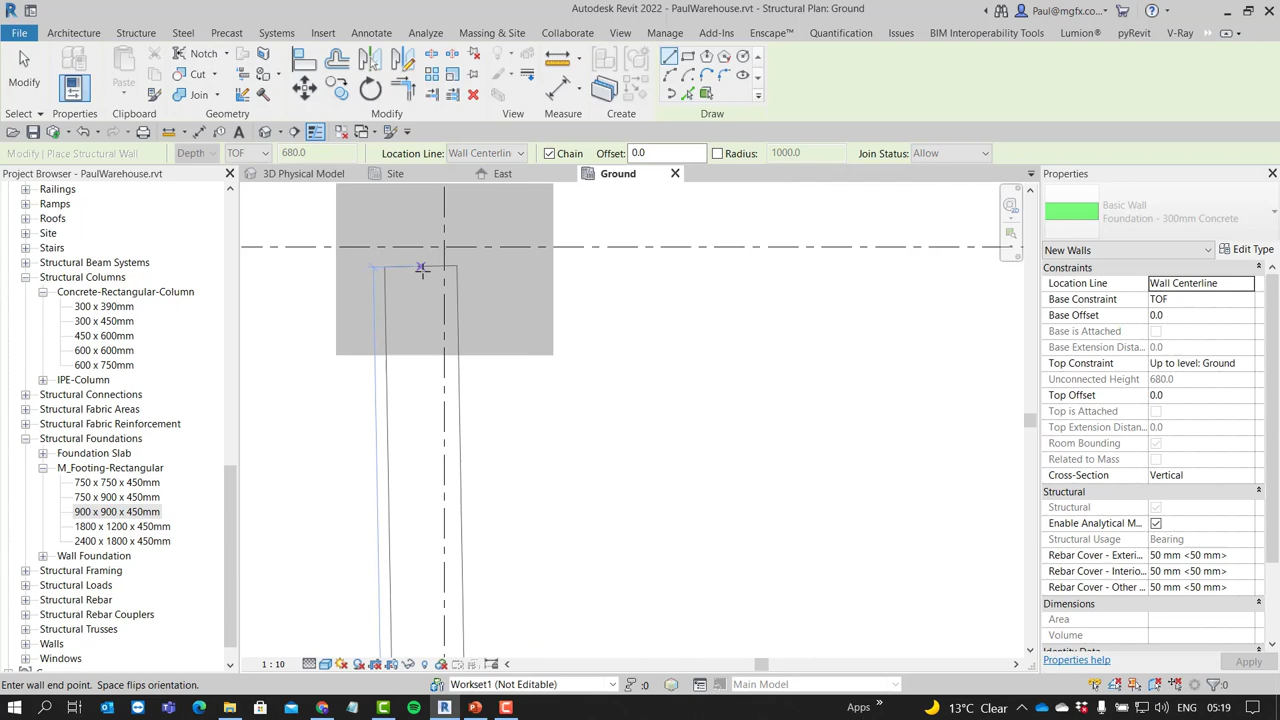 Autodesk Revit 2022 - PaulWarehouse.rvt - Structural Plan: Ground
Paul@mgfx.co...
File Architecture Structure Steel Precast Systems Insert Annotate Analyze Massing & Site Collaborate View Manage Add-Ins Enscape™ Quantification Issues BIM Interoperability Tools Lumion® pyRevit V-Ray
Modify Paste Notch Cut Join
Select Properties Clipboard Geometry Modify View Measure Create Draw
Modify | Place Structural Wall Depth TOF 680.0 Location Line: Wall Centerlin Chain Offset: 0.0 Radius: 1000.0 Join Status: Allow
Project Browser - PaulWarehouse.rvt
3D Physical Model Site East Ground
Railings
Ramps
Roofs
Site
Stairs
Structural Beam Systems
Structural Columns
Concrete-Rectangular-Column
300 x 390mm
300 x 450mm
450 x 600mm
600 x 600mm
600 x 750mm
IPE-Column
Structural Connections
Structural Fabric Areas
Structural Fabric Reinforcement
Structural Foundations
Foundation Slab
M_Footing-Rectangular
750 x 750 x 450mm
750 x 900 x 450mm
900 x 900 x 450mm
1800 x 1200 x 450mm
2400 x 1800 x 450mm
Wall Foundation
Structural Framing
Structural Loads
Structural Rebar
Structural Rebar Couplers
Structural Trusses
Walls
Windows
Properties
Basic Wall
Foundation - 300mm Concrete
New Walls Edit Type
Constraints
Location Line Wall Centerline
Base Constraint TOF
Base Offset 0.0
Base is Attached
Base Extension Dista... 0.0
Top Constraint Up to level: Ground
Unconnected Height 680.0
Top Offset 0.0
Top is Attached
Top Extension Distan... 0.0
Room Bounding
Related to Mass
Cross-Section Vertical
Structural
Structural
Enable Analytical M...
Structural Usage Bearing
Rebar Cover - Exteri... 50 mm <50 mm>
Rebar Cover - Interio... 50 mm <50 mm>
Rebar Cover - Other ... 50 mm <50 mm>
Dimensions
Area
Volume
Properties help Apply
1 : 10
Enter wall end point. Space flips orientation.
Workset1 (Not Editable) :0 Main Model :0
Apps 13°C Clear ENG 05:19